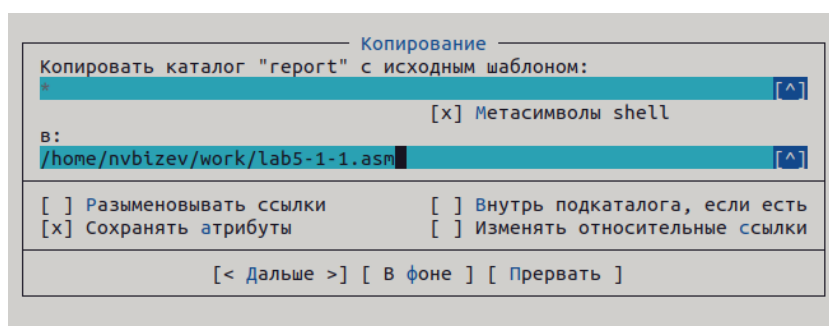 Копирование
Копировать каталог "report" с исходным шаблоном:
* [^]
[x] Метасимволы shell
в:
/home/nvbizev/work/lab5-1-1.asm [^]
[ ] Разыменовывать ссылки [ ] Внутрь подкаталога, если есть
[x] Сохранять атрибуты [ ] Изменять относительные ссылки
[< Дальше >] [ В фоне ] [ Прервать ]